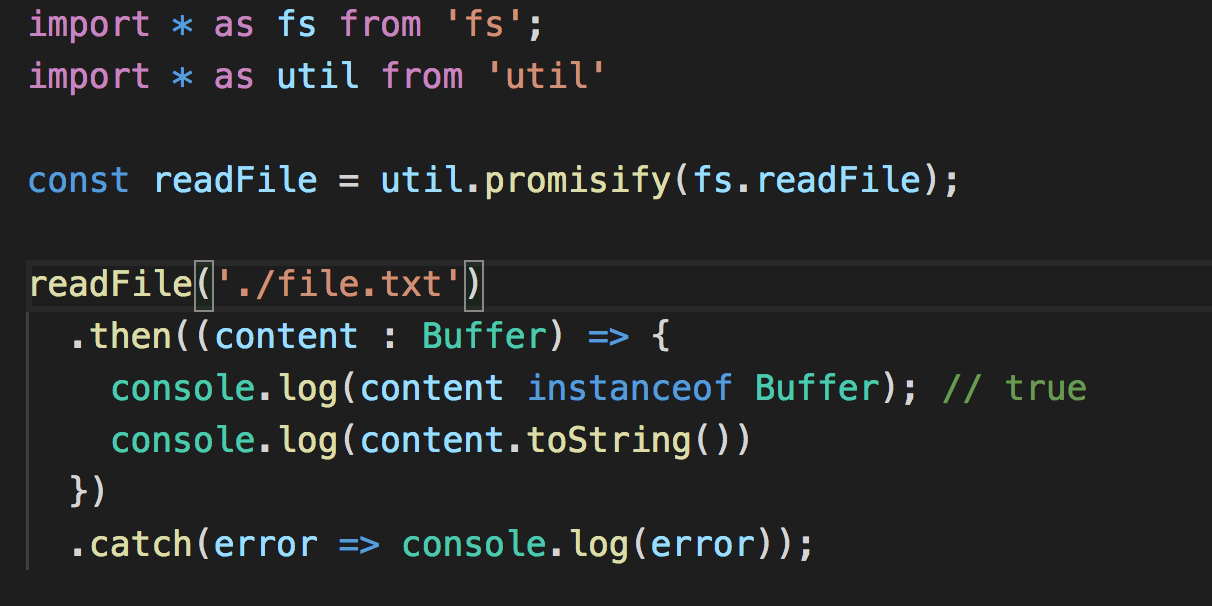 import * as fs from 'fs';
import * as util from 'util'
const readFile = util.promisify(fs.readFile);
readFile('./file.txt')
.then((content : Buffer) => {
console.log(content instanceof Buffer); // true
console.log(content.toString())
})
.catch(error => console.log(error));